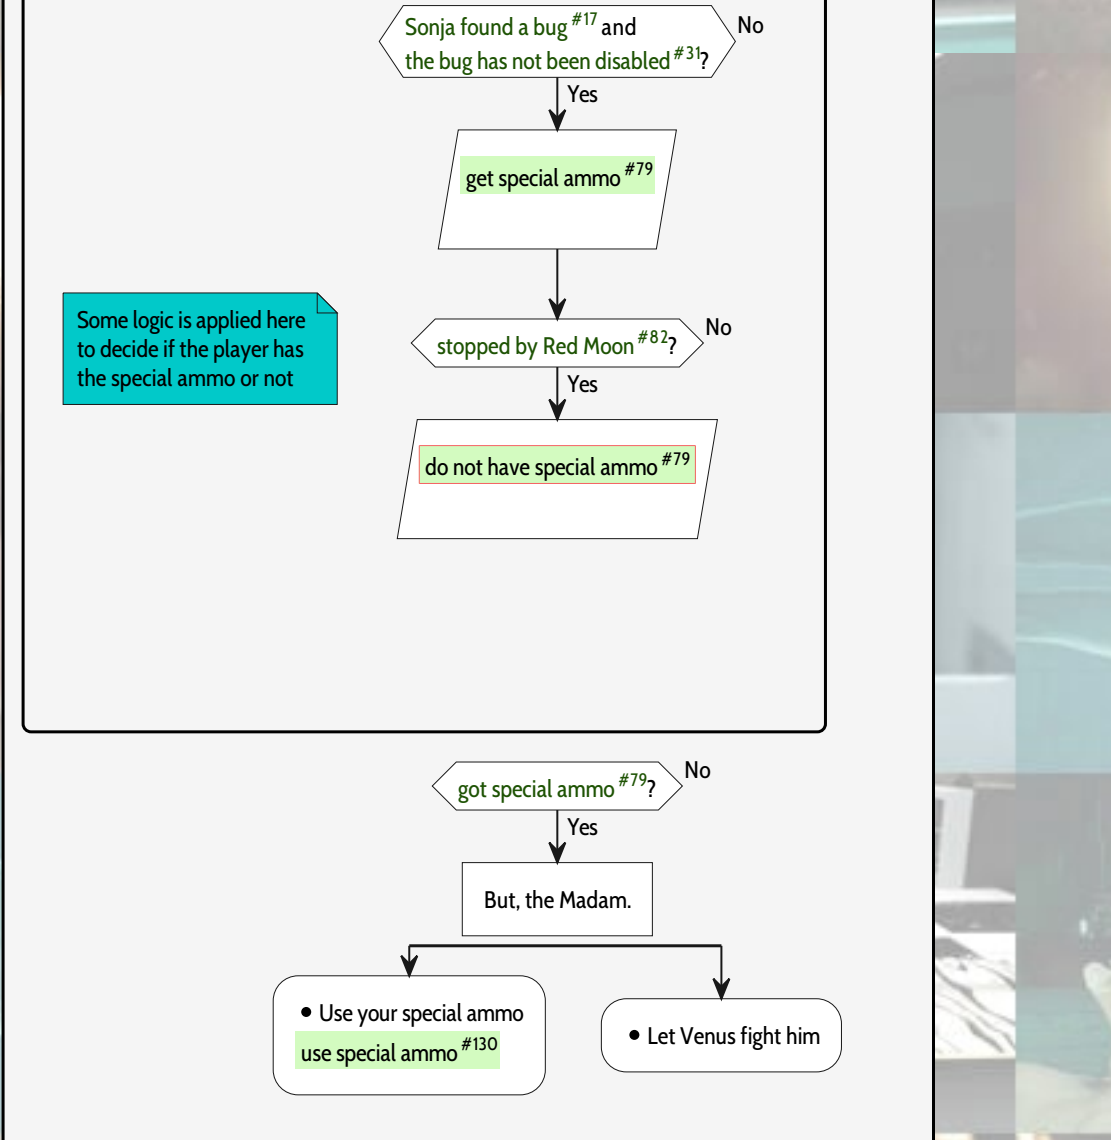 Sonja found a bug #17 and
No
the bug has not been disabled #31?
Yes
get special ammo #79
Some logic is applied here
to decide if the player has
the special ammo or not
stopped by Red Moon #82?
No
Yes
do not have special ammo #79
got special ammo #79?
No
Yes
But, the Madam.
• Use your special ammo
use special ammo #130
• Let Venus fight him